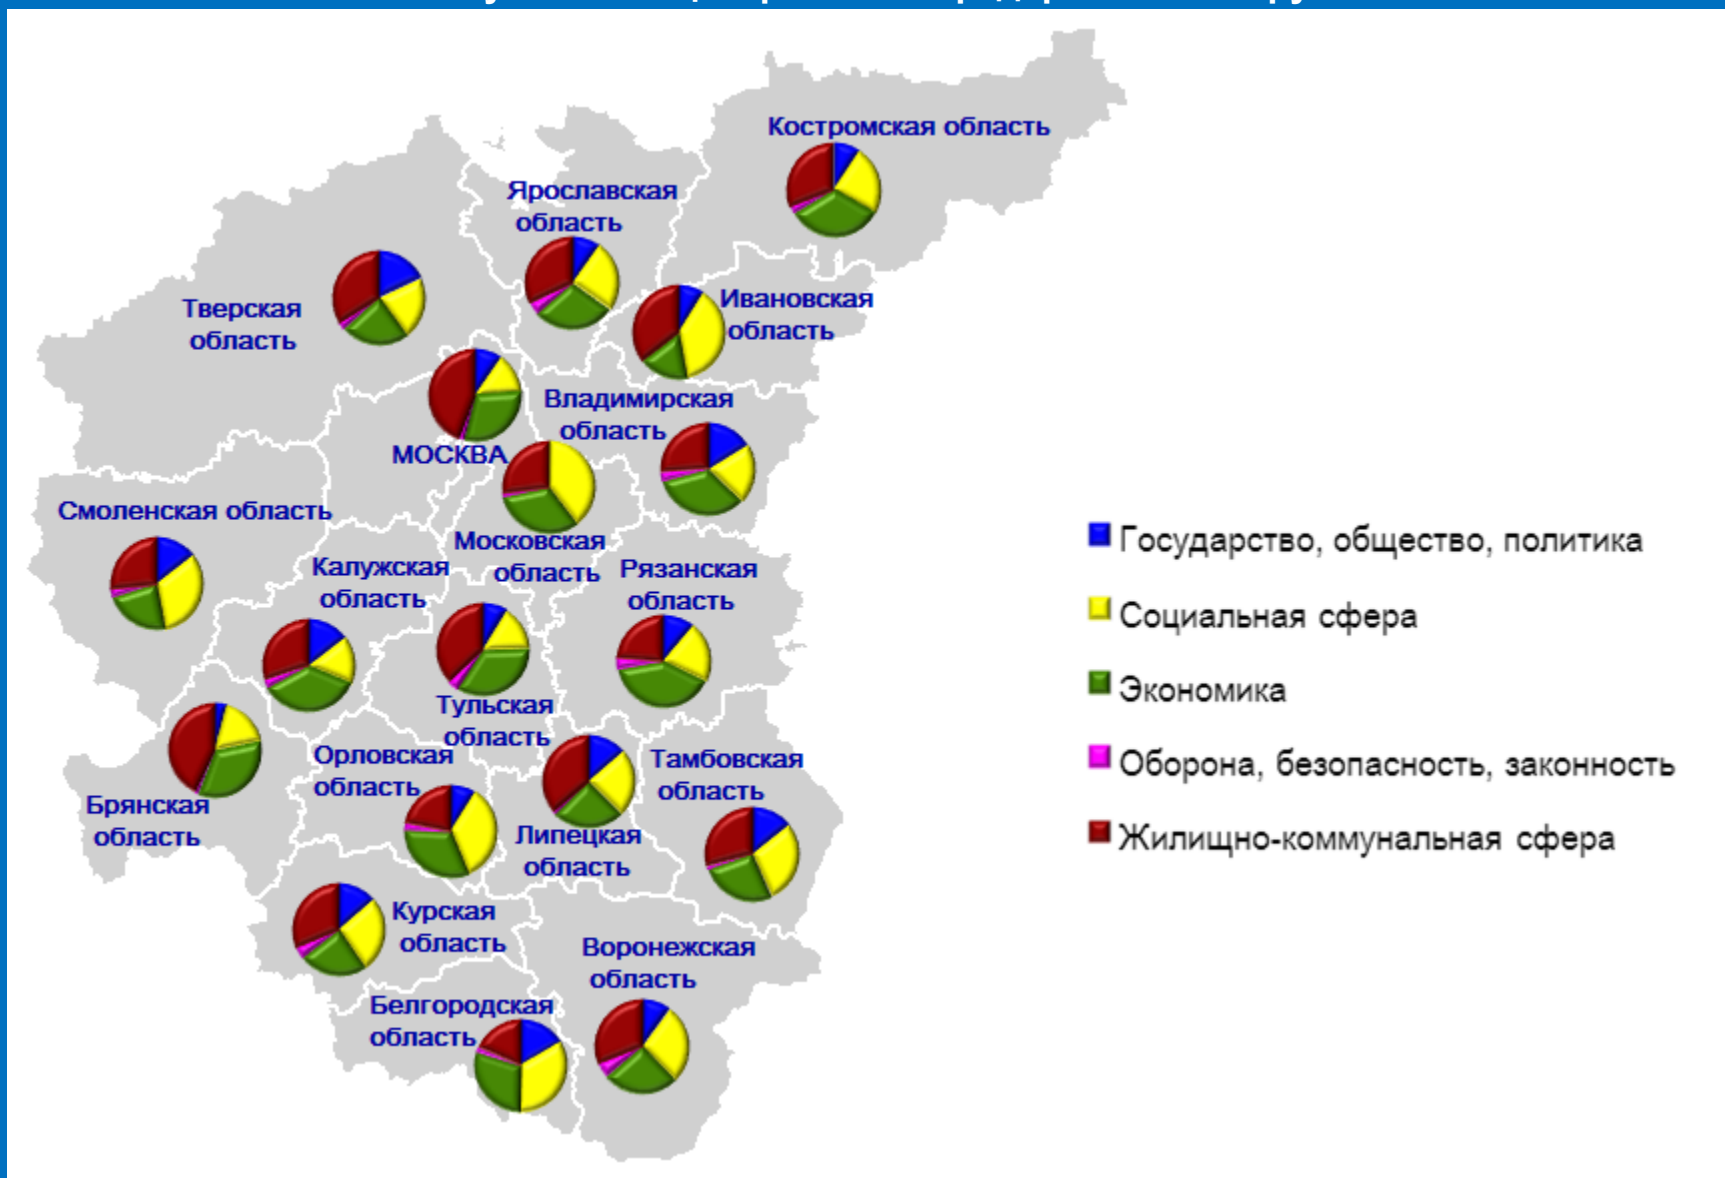 Костромская область
Ярославская
область
Тверская
область
Ивановская
область
Владимирская
область
МОСКВА
Смоленская область
Московская
область
Калужская
область
Рязанская
область
Тульская
область
Орловская
область
Тамбовская
область
Брянская
область
Липецкая
область
Курская
область
Воронежская
область
Белгородская
область
Государство, общество, политика
Социальная сфера
Экономика
Оборона, безопасность, законность
Жилищно-коммунальная сфера